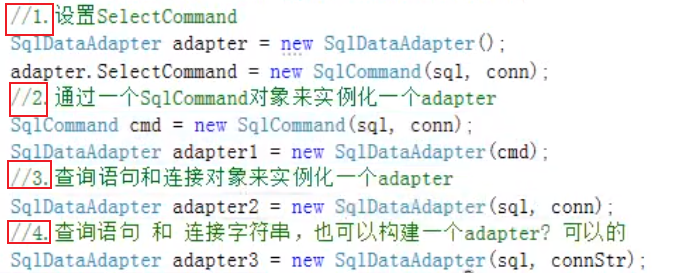 //1.设置SelectCommand
SqlDataAdapter adapter = new SqlDataAdapter();
adapter.SelectCommand = new SqlCommand(sql, conn);
//2.通过一个SqlCommand对象来实例化一个adapter
SqlCommand cmd = new SqlCommand(sql, conn);
SqlDataAdapter adapter1 = new SqlDataAdapter(cmd);
//3.查询语句和连接对象来实例化一个adapter
SqlDataAdapter adapter2 = new SqlDataAdapter(sql, conn);
//4.查询语句 和 连接字符串，也可以构建一个adapter? 可以的
SqlDataAdapter adapter3 = new SqlDataAdapter(sql, connStr);